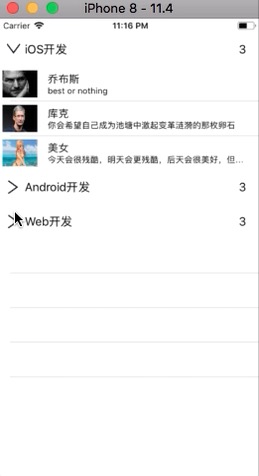 iPhone 8 - 11.4
Carrier 11:16 PM
iOS开发 3
乔布斯
best or nothing
库克
你会希望自己成为池塘中激起变革涟漪的那枚卵石
美女
今天会很残酷，明天会更残酷，后天会很美好，但...
Android开发 3
Web开发 3